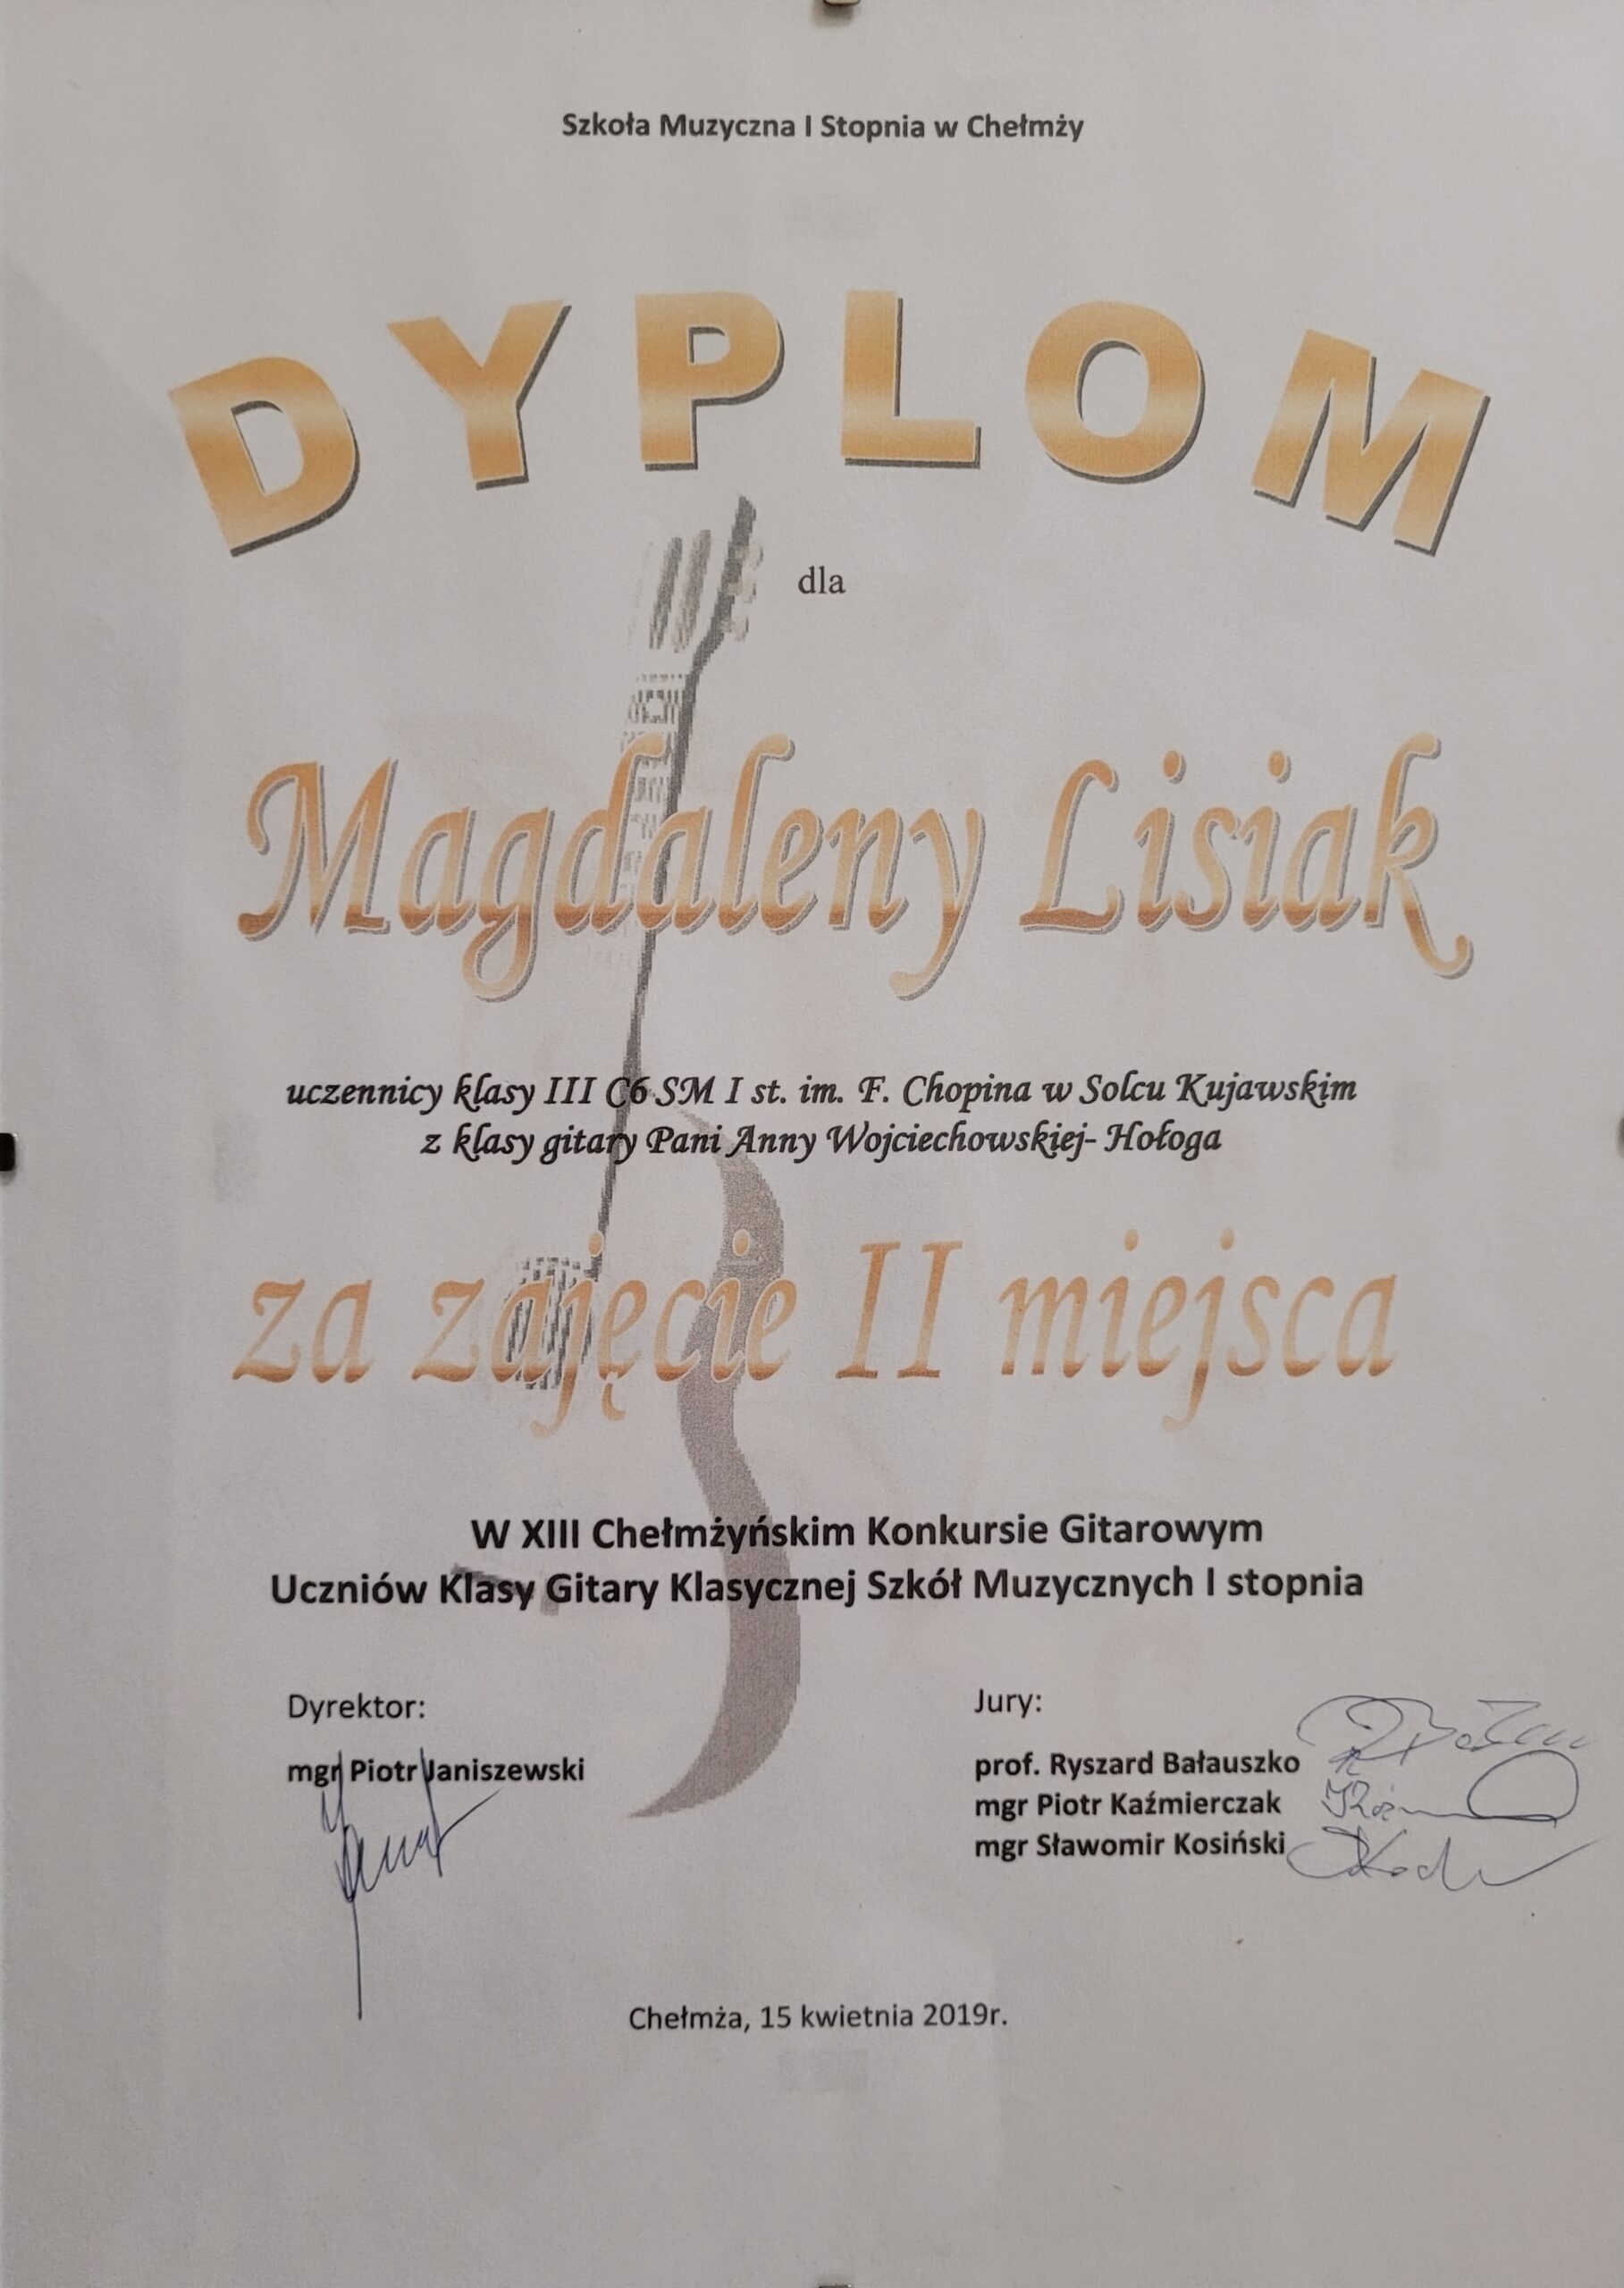 Szkoła Muzyczna I Stopnia w Chełmży
DYPLOM
dla
Magdaleny Lisiak
uczennicy klasy III C6 SM I st. im. F. Chopina w Solcu Kujawskim
z klasy gitary Pani Anny Wojciechowskiej- Hołoga
za zajęcie II miejsca
W XIII Chełmżyńskim Konkursie Gitarowym
Uczniów Klasy Gitary Klasycznej Szkół Muzycznych I stopnia
Dyrektor:
mgr Piotr Janiszewski
Jury:
prof. Ryszard Bałauszko
mgr Piotr Kaźmierczak
mgr Sławomir Kosiński
Chełmża, 15 kwietnia 2019r.